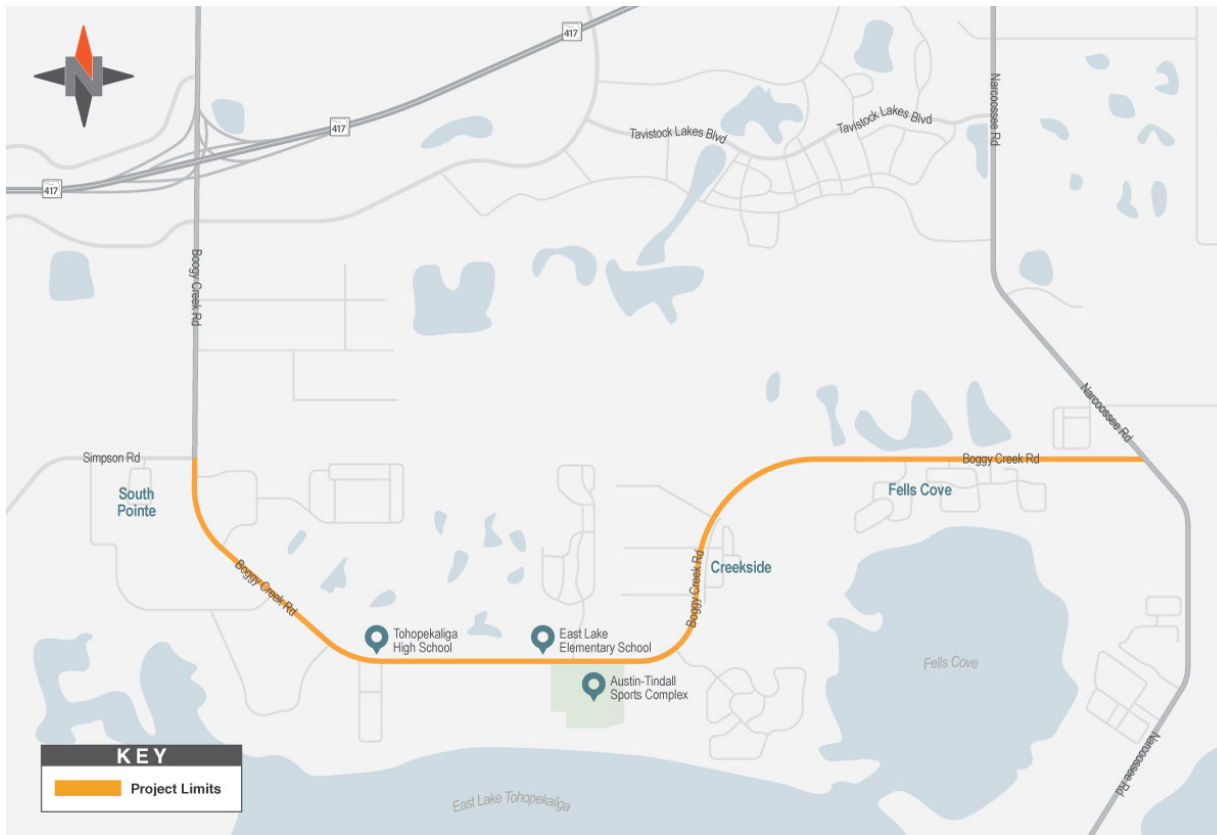 N
417
417
417
Tavistock Lakes Blvd
Tavistock Lakes Blvd
Narcoossee Rd
Boggy Creek Rd
Narcoossee Rd
Simpson Rd
Boggy Creek Rd
South
Pointe
Fells Cove
Boggy Creek Rd
Creekside
Boggy Creek Rd
Tohopekaliga
High School
East Lake
Elementary School
Fells Cove
Austin-Tindall
Sports Complex
Narcoossee Rd
KEY
Project Limits
East Lake Tohopekaliga